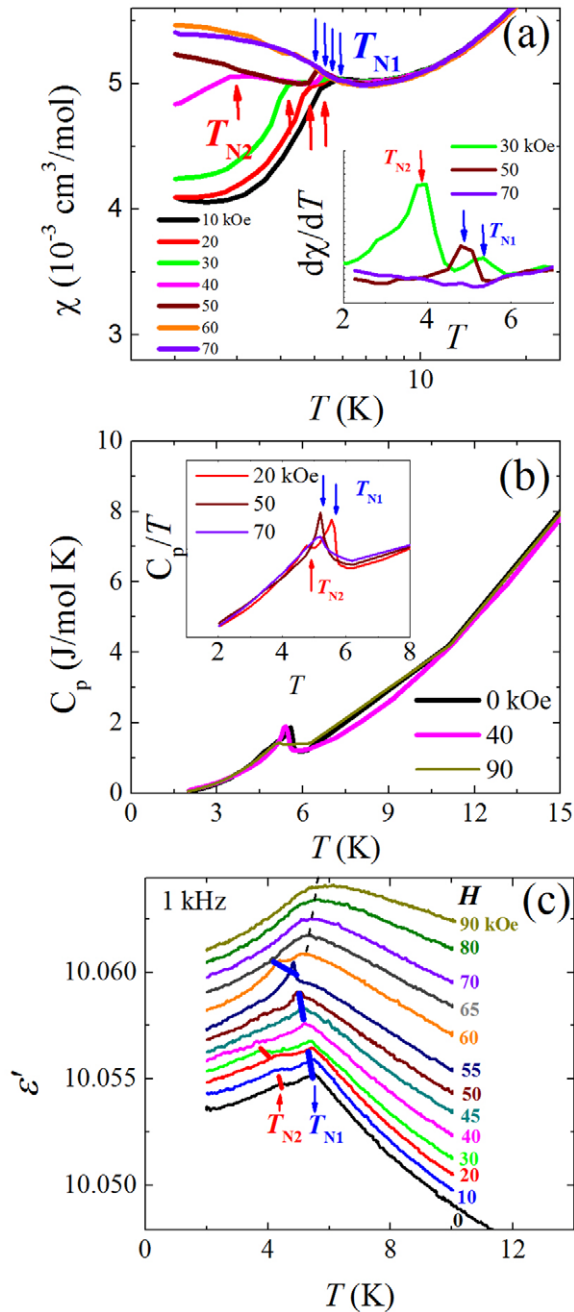 (a)
T_N1
T_N2
χ (10⁻³ cm³/mol)
5
4
3
10 kOe
20
30
40
50
60
70
30 kOe
50
70
T_N2
T_N1
dχ/dT
2 4 6
T
10
T (K)
(b)
20 kOe
50
70
T_N1
T_N2
C_p/T
2 4 6 8
T
C_p (J/mol K)
10
8
6
4
2
0
0 kOe
40
90
0 3 6 9 12 15
T (K)
(c)
1 kHz
H
90 kOe
80
70
65
60
55
50
45
40
30
20
10
0
ε'
10.060
10.055
10.050
T_N2
T_N1
0 4 8 12
T (K)